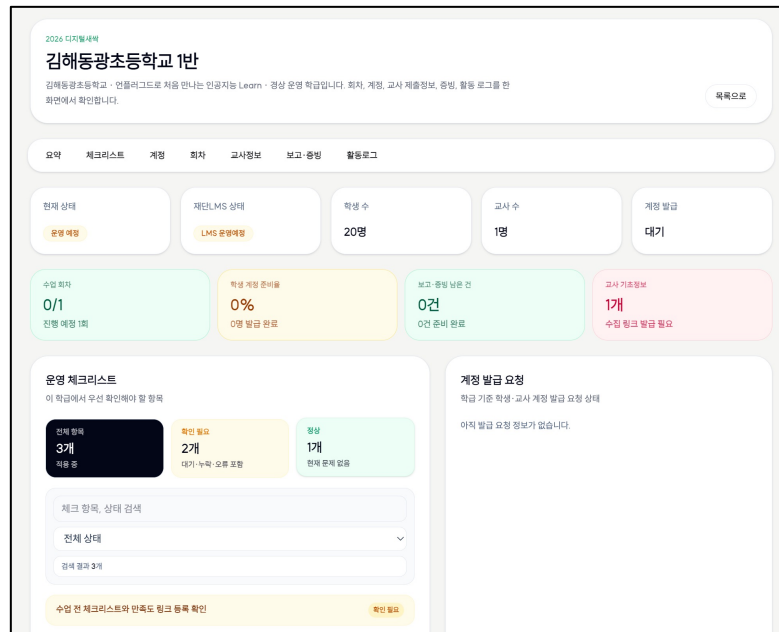 2026 디지털새싹
김해동광초등학교 1반
김해동광초등학교 · 언플러그드로 처음 만나는 인공지능 Learn · 경상 운영 학급입니다. 회차, 계정, 교사 제출정보, 증빙, 활동 로그를 한
화면에서 확인합니다.
목록으로
요약 체크리스트 계정 회차 교사정보 보고·증빙 활동로그
현재 상태
운영 예정
재단LMS 상태
LMS 운영예정
학생 수
20명
교사 수
1명
계정 발급
대기
수업 회차
0/1
진행 예정 1회
학생 계정 준비율
0%
0명 발급 완료
보고·증빙 남은 건
0건
0건 준비 완료
교사 기초정보
1개
수집 링크 발급 필요
운영 체크리스트
이 학급에서 우선 확인해야 할 항목
전체 항목
3개
적용 중
확인 필요
2개
대기·누락·오류 포함
정상
1개
현재 문제 없음
체크 항목, 상태 검색
전체 상태
검색 결과 3개
수업 전 체크리스트와 만족도 링크 등록 확인
확인 필요
계정 발급 요청
학급 기준 학생·교사 계정 발급 요청 상태
아직 발급 요청 정보가 없습니다.